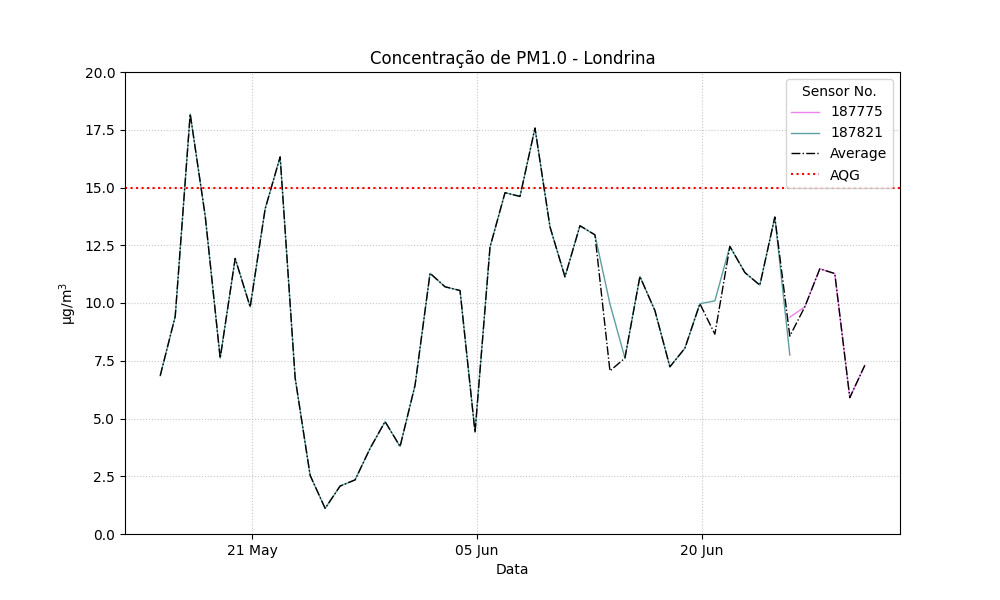 Concentração de PM1.0 - Londrina
20.0
17.5
15.0
12.5
10.0
7.5
5.0
2.5
0.0
µg/m³
Sensor No.
187775
187821
Average
AQG
21 May
05 Jun
20 Jun
Data